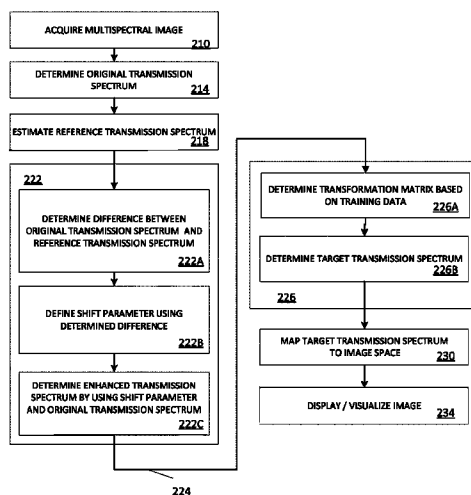 ACQUIRE MULTISPECTRAL IMAGE
210
DETERMINE ORIGINAL TRANSMISSION
SPECTRUM
214
ESTIMATE REFERENCE TRANSMISSION SPECTRUM
218
222
DETERMINE DIFFERENCE BETWEEN
ORIGINAL TRANSMISSION SPECTRUM AND
REFERENCE TRANSMISSION SPECTRUM
222A
DEFINE SHIFT PARAMETER USING
DETERMINED DIFFERENCE
222B
DETERMINE ENHANCED TRANSMISSION
SPECTRUM BY USING SHIFT PARAMETER
AND ORIGINAL TRANSMISSION SPECTRUM
222C
224
DETERMINE TRANSFORMATION MATRIX BASED
ON TRAINING DATA
226A
DETERMINE TARGET TRANSMISSION SPECTRUM
226B
226
MAP TARGET TRANSMISSION SPECTRUM
TO IMAGE SPACE
230
DISPLAY / VISUALIZE IMAGE
234